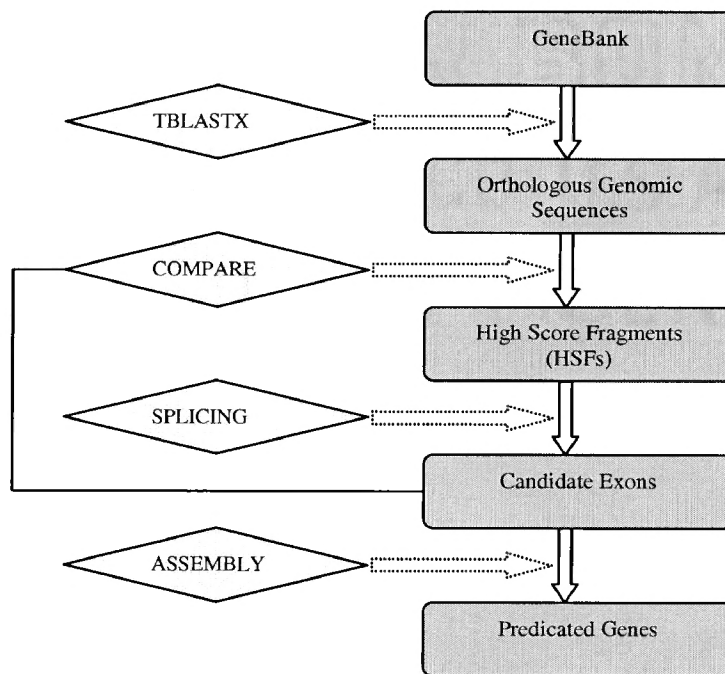 GeneBank
TBLASTX
Orthologous Genomic
Sequences
COMPARE
High Score Fragments
(HSFs)
SPLICING
Candidate Exons
ASSEMBLY
Predicated Genes